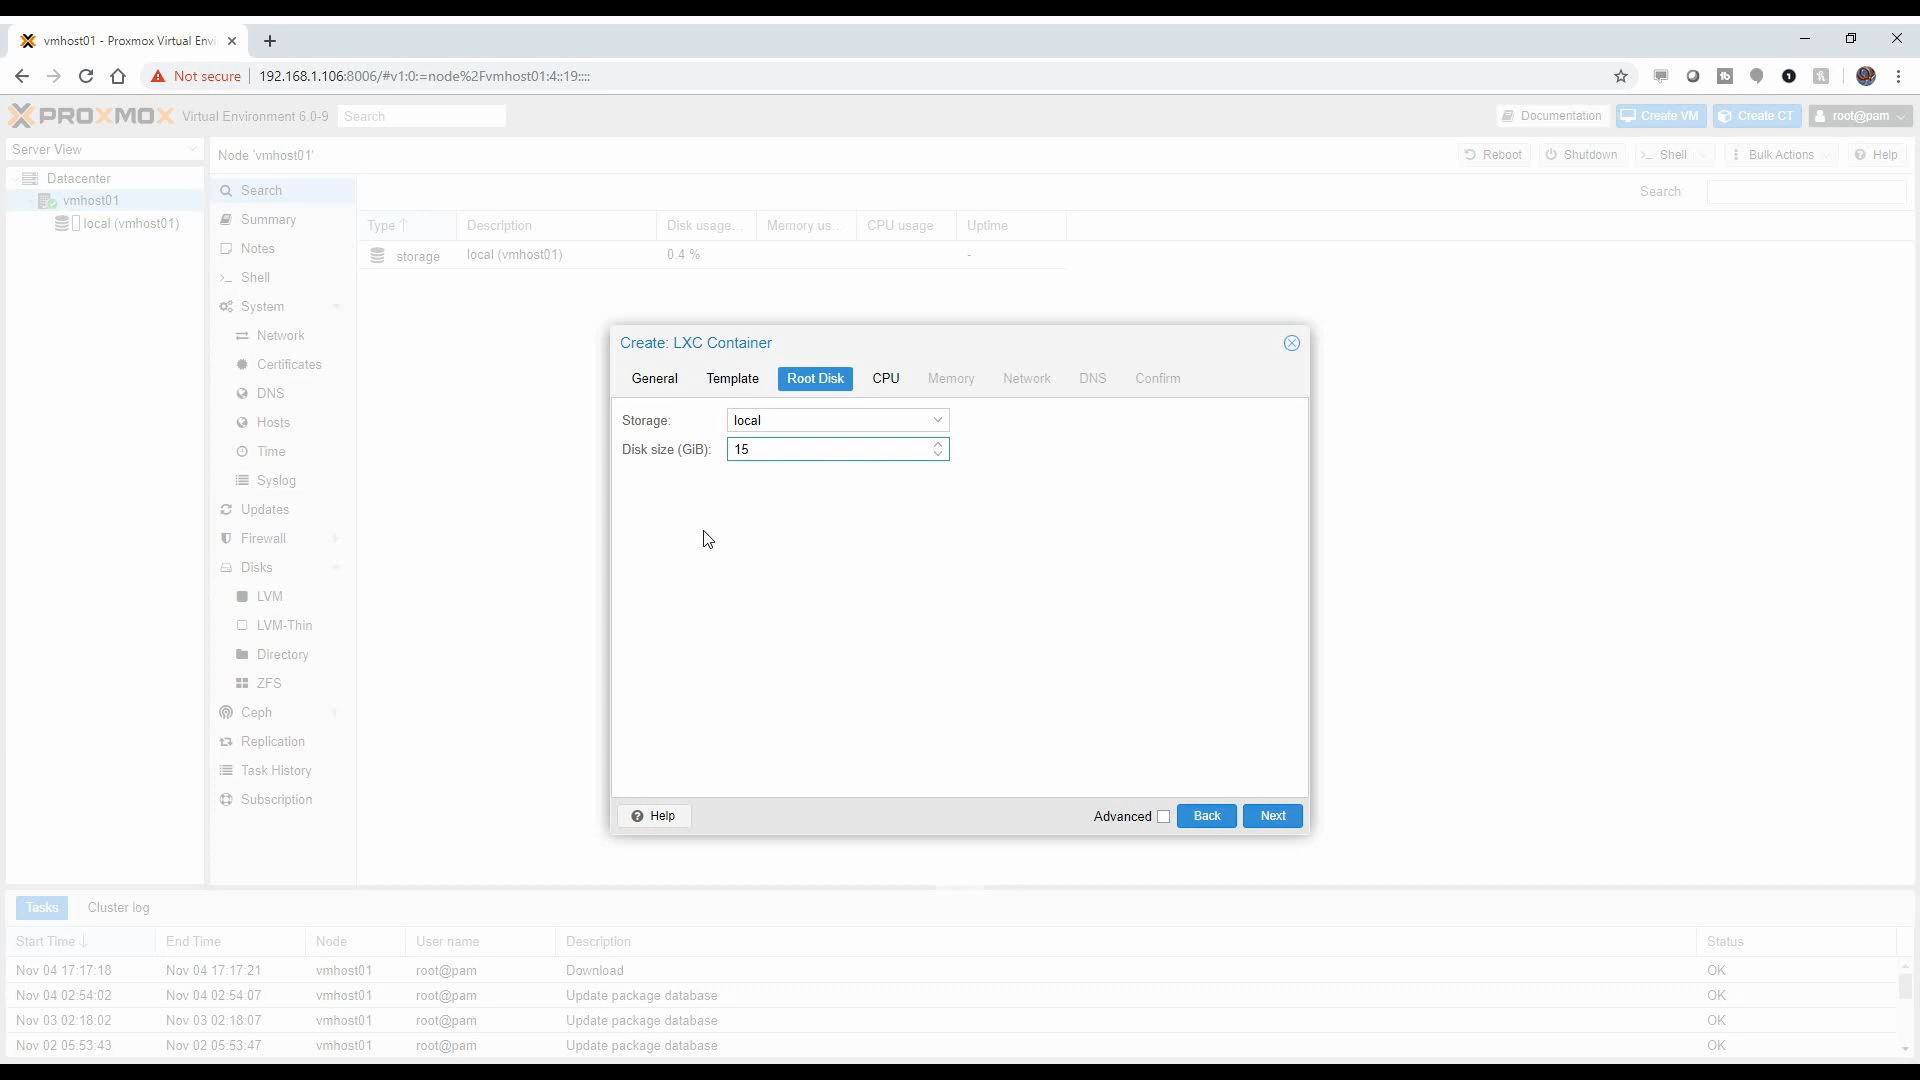 vmhost01 - Proxmox Virtual Envi
Not secure 192.168.1.106:8006/#v1:0:=node%2Fvmhost01:4::19::::
PROXMOX Virtual Environment 6.0-9 Search Documentation Create VM Create CT root@pam
Server View
Node 'vmhost01' Reboot Shutdown Shell Bulk Actions Help
Datacenter
vmhost01
local (vmhost01)
Search
Summary
Notes
Shell
System
Network
Certificates
DNS
Hosts
Time
Syslog
Updates
Firewall
Disks
LVM
LVM-Thin
Directory
ZFS
Ceph
Replication
Task History
Subscription
Search
Type Description Disk usage... Memory us... CPU usage Uptime
storage local (vmhost01) 0.4 % -
Create: LXC Container
General Template Root Disk CPU Memory Network DNS Confirm
Storage: local
Disk size (GiB): 15
Help Advanced Back Next
Tasks Cluster log
Start Time End Time Node User name Description Status
Nov 04 17:17:18 Nov 04 17:17:21 vmhost01 root@pam Download OK
Nov 04 02:54:02 Nov 04 02:54:07 vmhost01 root@pam Update package database OK
Nov 03 02:18:02 Nov 03 02:18:07 vmhost01 root@pam Update package database OK
Nov 02 05:53:43 Nov 02 05:53:47 vmhost01 root@pam Update package database OK